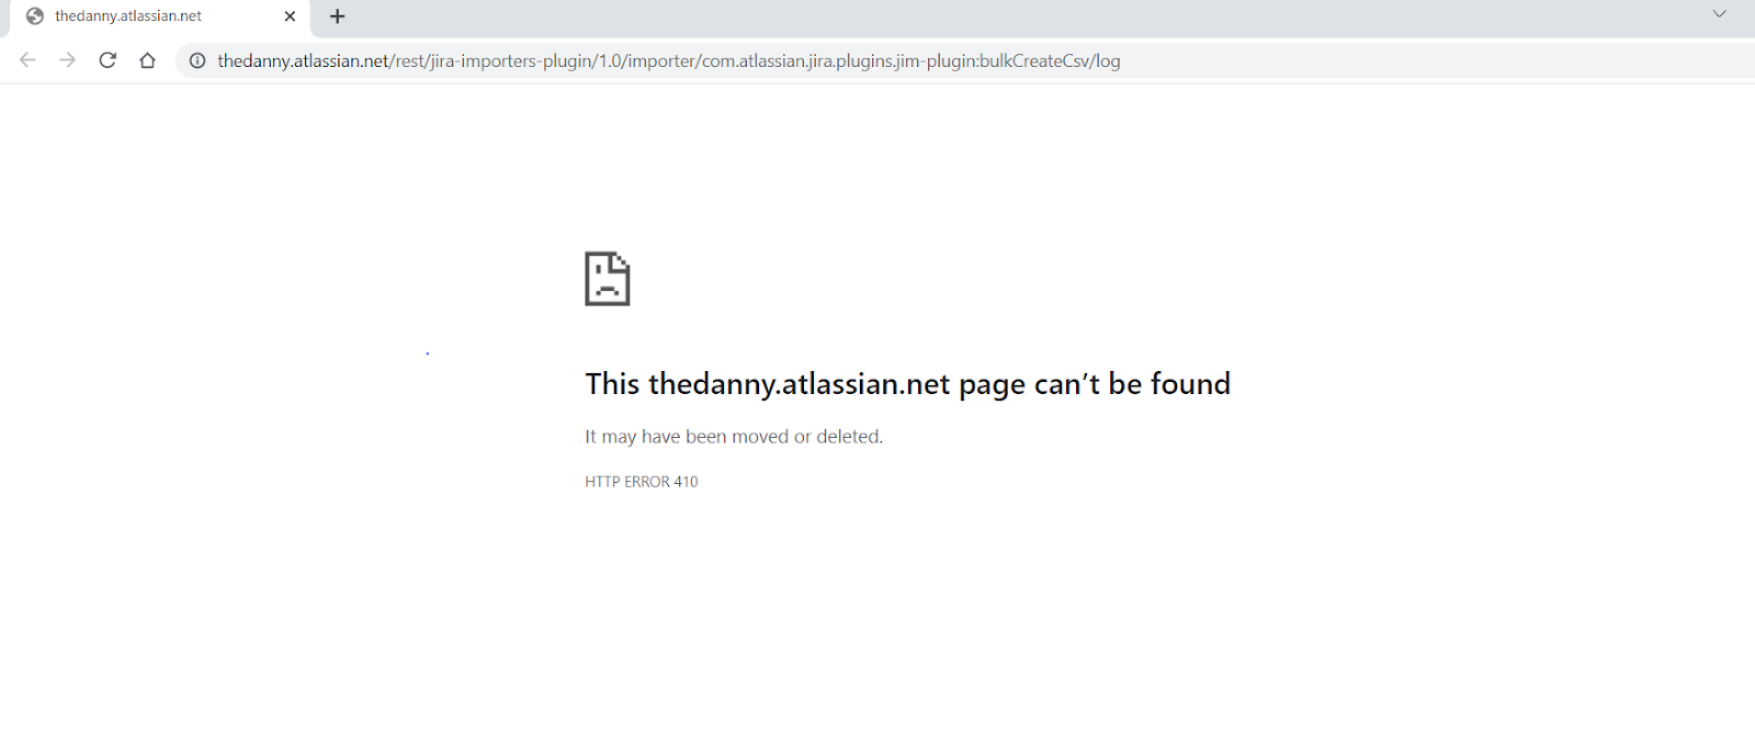 thedanny.atlassian.net
thedanny.atlassian.net/rest/jira-importers-plugin/1.0/importer/com.atlassian.jira.plugins.jim-plugin:bulkCreateCsv/log
This thedanny.atlassian.net page can’t be found
It may have been moved or deleted.
HTTP ERROR 410